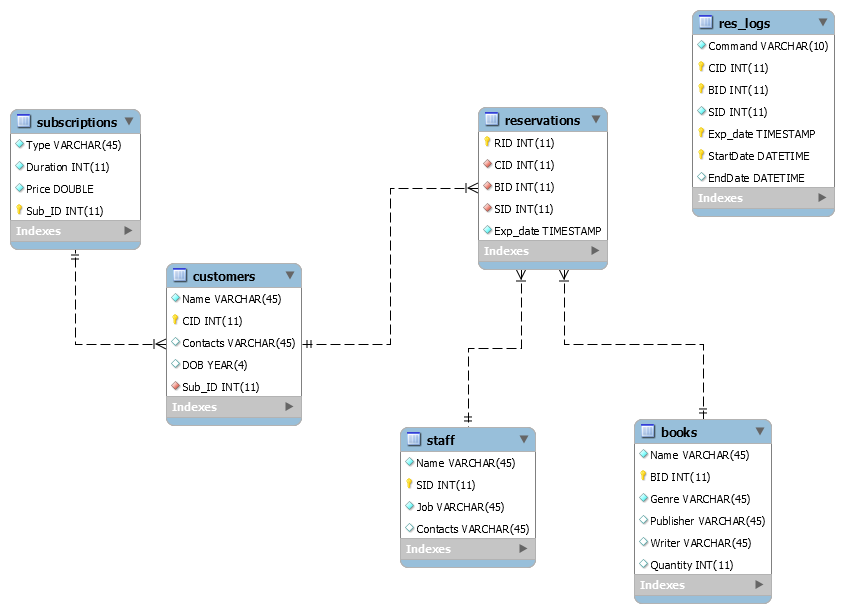 res_logs
Command VARCHAR(10)
CID INT(11)
BID INT(11)
SID INT(11)
Exp_date TIMESTAMP
StartDate DATETIME
EndDate DATETIME
Indexes
subscriptions
Type VARCHAR(45)
Duration INT(11)
Price DOUBLE
Sub_ID INT(11)
Indexes
reservations
RID INT(11)
CID INT(11)
BID INT(11)
SID INT(11)
Exp_date TIMESTAMP
Indexes
customers
Name VARCHAR(45)
CID INT(11)
Contacts VARCHAR(45)
DOB YEAR(4)
Sub_ID INT(11)
Indexes
staff
Name VARCHAR(45)
SID INT(11)
Job VARCHAR(45)
Contacts VARCHAR(45)
Indexes
books
Name VARCHAR(45)
BID INT(11)
Genre VARCHAR(45)
Publisher VARCHAR(45)
Writer VARCHAR(45)
Quantity INT(11)
Indexes